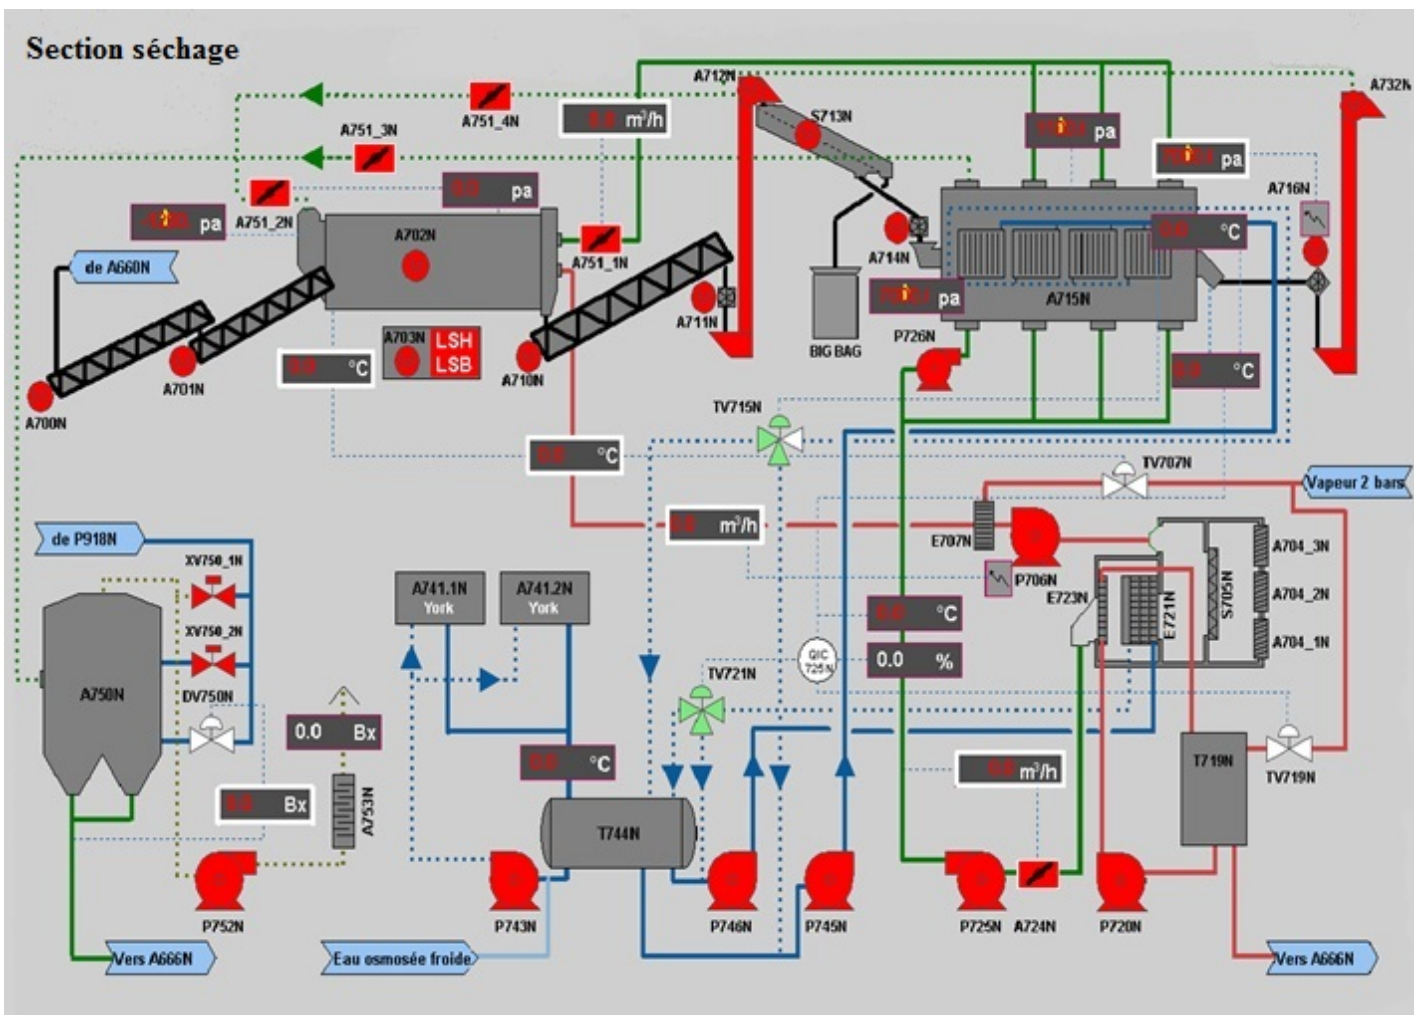 Section séchage
A712N
A732N
S713N
A751_4N
m³/h
A751_3N
pa
pa
A716N
pa
A751_2N
pa
A702N
A751_1N
°C
A714N
de A660N
A715N
pa
A711N
P726N
A703N
LSH
LSB
BIG BAG
°C
°C
A701N
A710N
A700N
TV715N
°C
TV707N
Vapeur 2 bars
m³/h
de P918N
E707N
A704_3N
XV750_1N
P706N
S705N
A741.1N
York
A741.2N
York
E723N
E721N
A704_2N
°C
XV750_2N
A704_1N
QIC
725N
0.0 %
A750N
DV750N
TV721N
0.0 Bx
°C
m³/h
T719N
TV719N
Bx
A753N
T744N
P752N
P743N
P746N
P745N
P725N
A724N
P720N
Vers A666N
Eau osmosée froide
Vers A666N